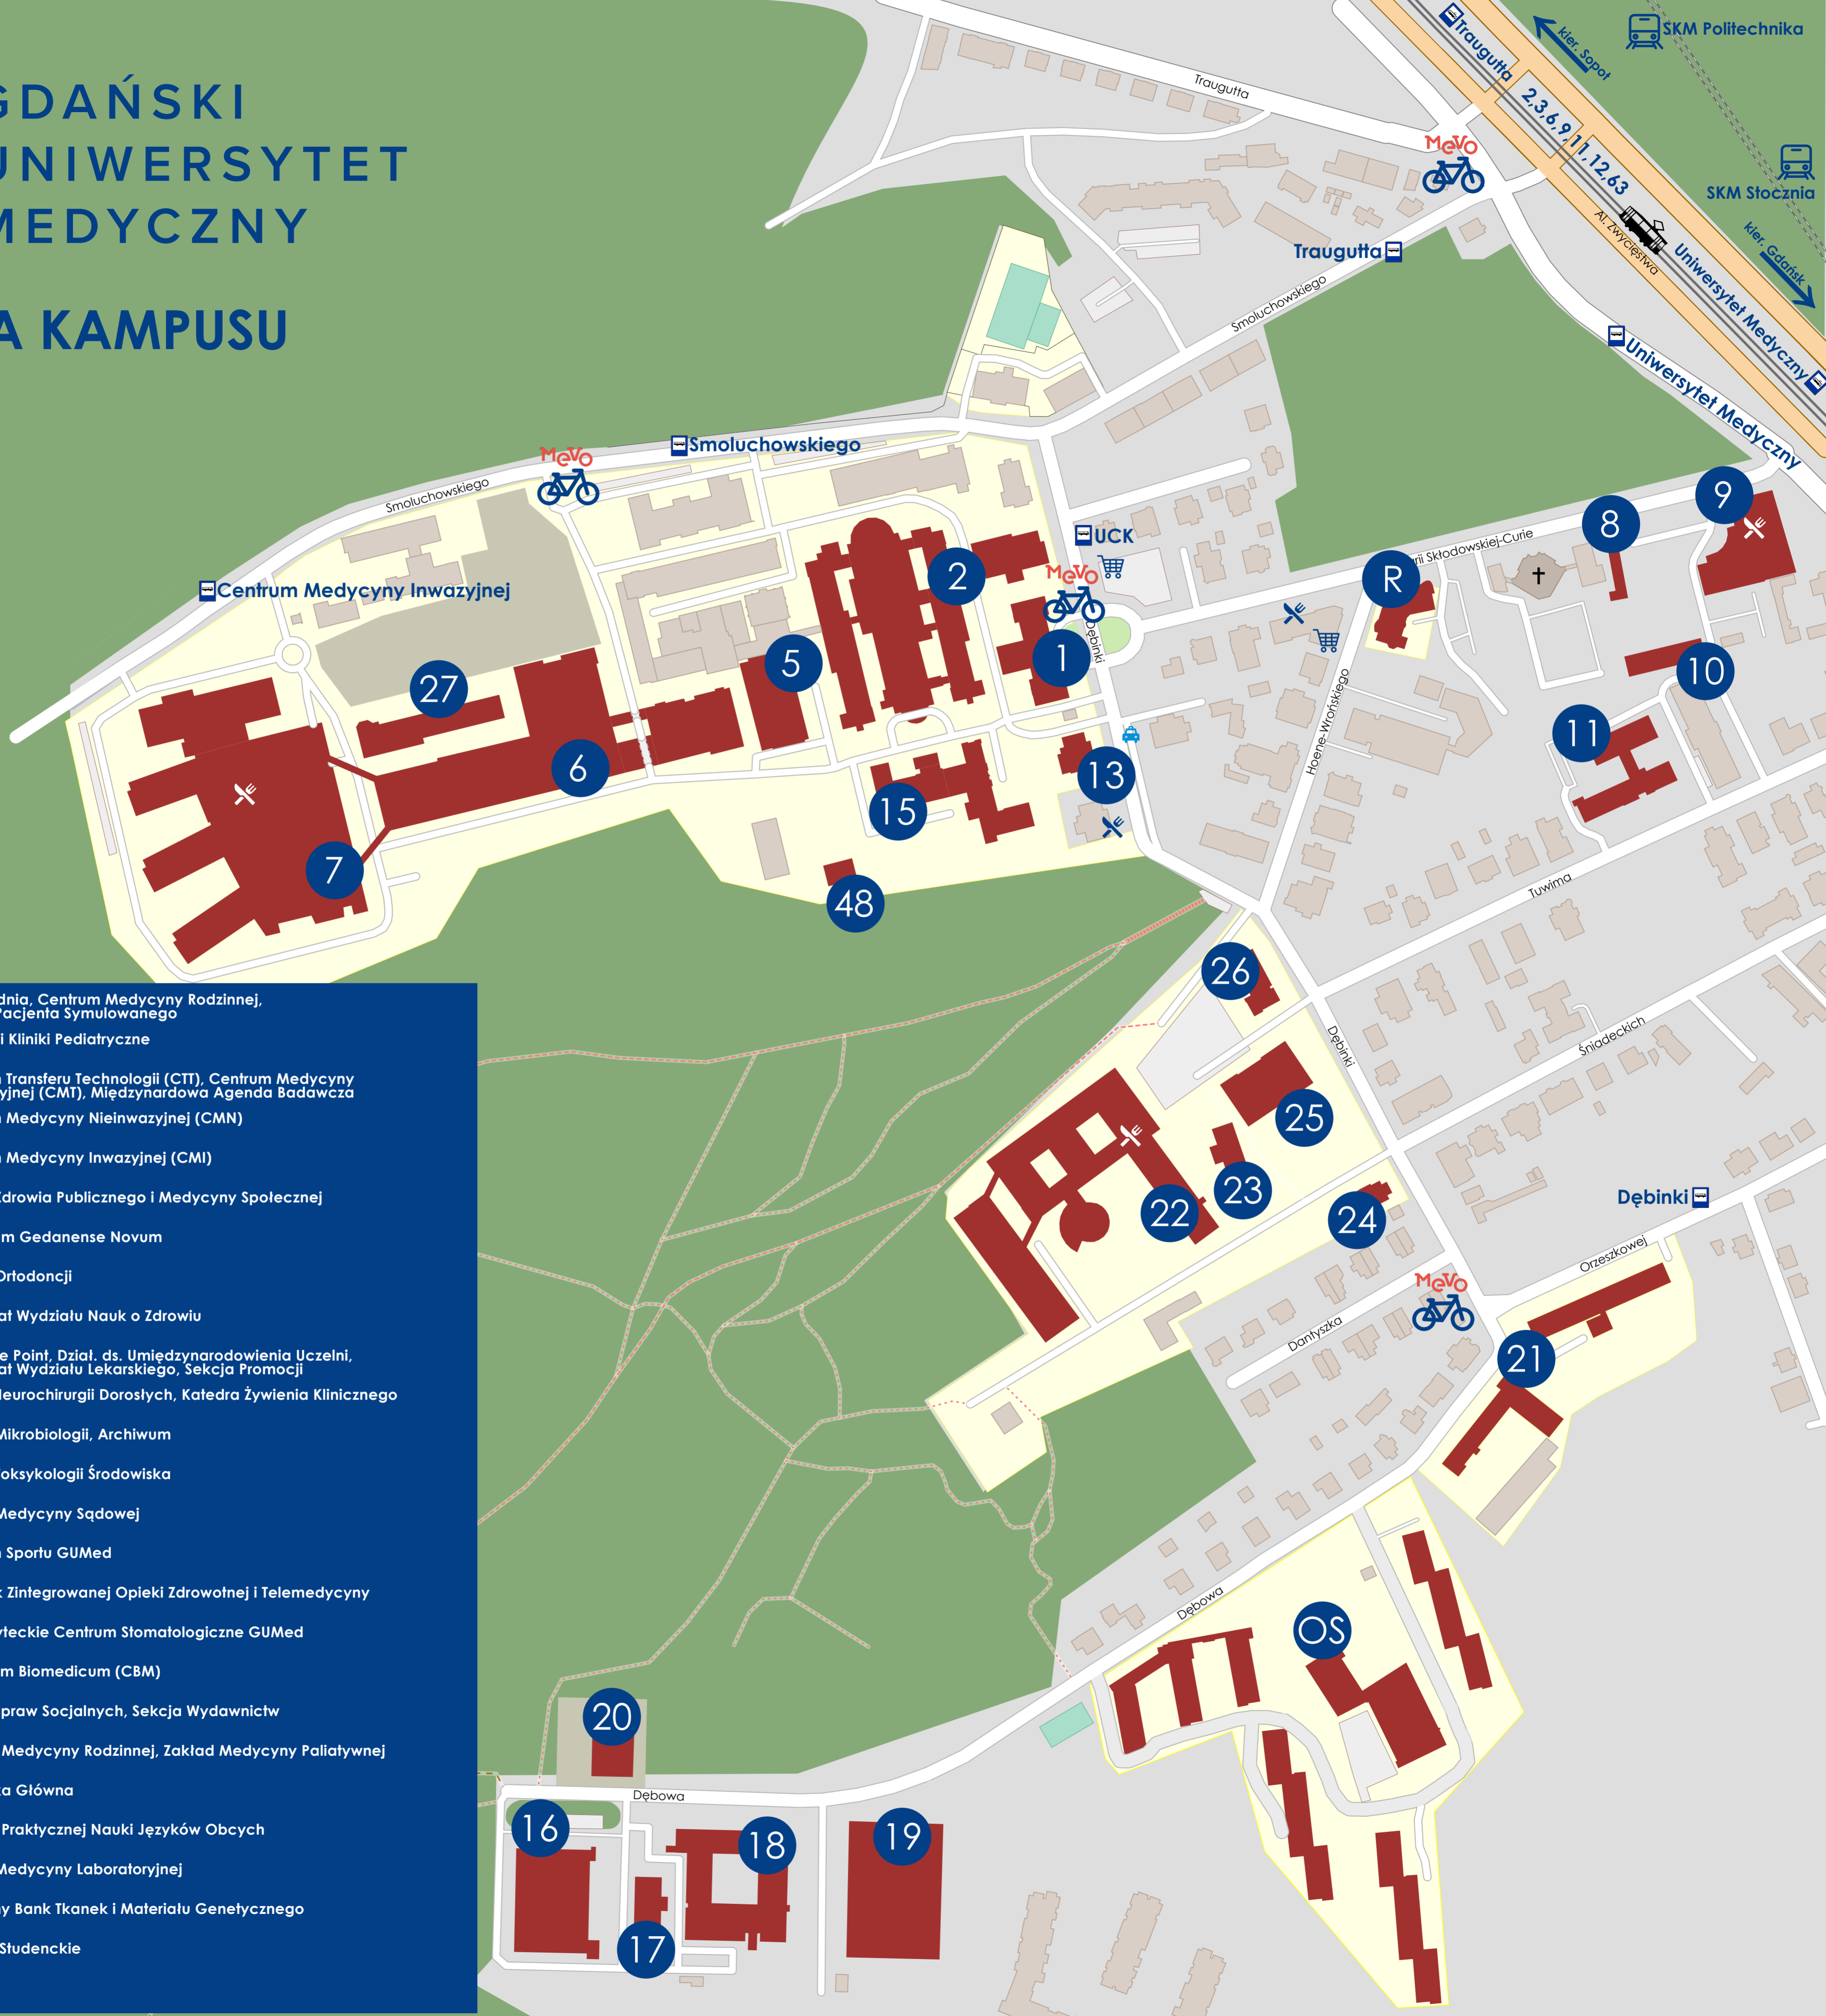 GDAŃSKI
UNIWERSYTET
MEDYCZNY
A KAMPUSU
SKM Politechnika
kier. Sopot
Traugutta
Traugutta
2,3,6,9,11,12,63
SKM Stocznia
kier. Gdańsk
Al. Zwycięstwa
Uniwersytet Medyczny
MeVo
Traugutta
Smoluchowskiego
Uniwersytet Medyczny
Smoluchowskiego
MeVo
Smoluchowskiego
9
8
rii Skłodowskiej-Curie
UCK
2
MeVo
R
Centrum Medycyny Inwazyjnej
Dębinki
1
5
10
27
Hoene-Wrońskiego
11
6
13
15
7
48
Tuwima
26
Dębinki
Śniadeckich
25
23
22
24
Dębinki
Orzeszkowej
MeVo
Dantyszka
21
Dębowa
OS
20
Dębowa
16
18
19
17
dnia, Centrum Medycyny Rodzinnej,
Pacjenta Symulowanego
i Kliniki Pediatryczne
Transferu Technologii (CTT), Centrum Medycyny
yjnej (CMT), Międzynardowa Agenda Badawcza
Medycyny Nieinwazyjnej (CMN)
Medycyny Inwazyjnej (CMI)
Zdrowia Publicznego i Medycyny Społecznej
m Gedanense Novum
Ortodoncji
at Wydziału Nauk o Zdrowiu
e Point, Dział. ds. Umiędzynarodowienia Uczelni,
at Wydziału Lekarskiego, Sekcja Promocji
Neurochirurgii Dorosłych, Katedra Żywienia Klinicznego
Mikrobiologii, Archiwum
Toksykologii Środowiska
Medycyny Sądowej
Sportu GUMed
k Zintegrowanej Opieki Zdrowotnej i Telemedycyny
yteckie Centrum Stomatologiczne GUMed
m Biomedicum (CBM)
praw Socjalnych, Sekcja Wydawnictw
Medycyny Rodzinnej, Zakład Medycyny Paliatywnej
ka Główna
Praktycznej Nauki Języków Obcych
Medycyny Laboratoryjnej
ny Bank Tkanek i Materiału Genetycznego
Studenckie